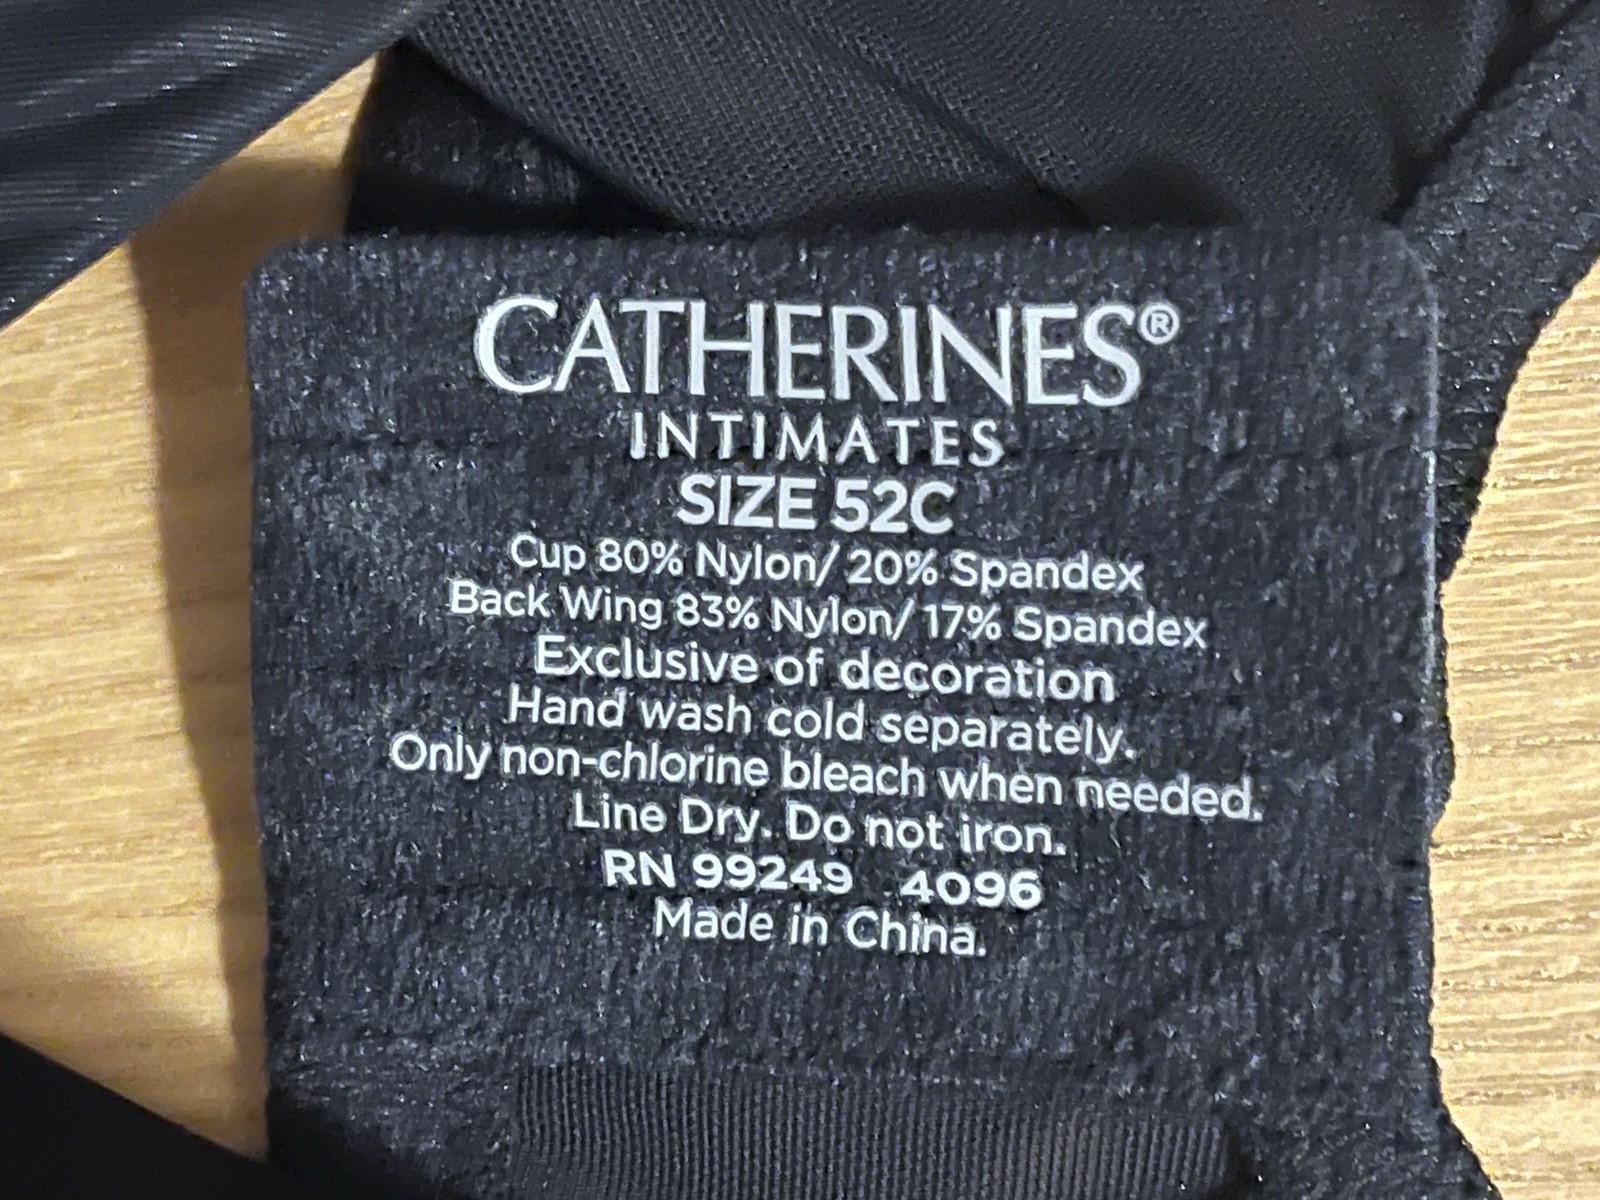 CATHERINES®
INTIMATES
SIZE 52C
Cup 80% Nylon/ 20% Spandex
Back Wing 83% Nylon/ 17% Spandex
Exclusive of decoration
Hand wash cold separately.
Only non-chlorine bleach when needed.
Line Dry. Do not iron.
RN 99249 4096
Made in China.